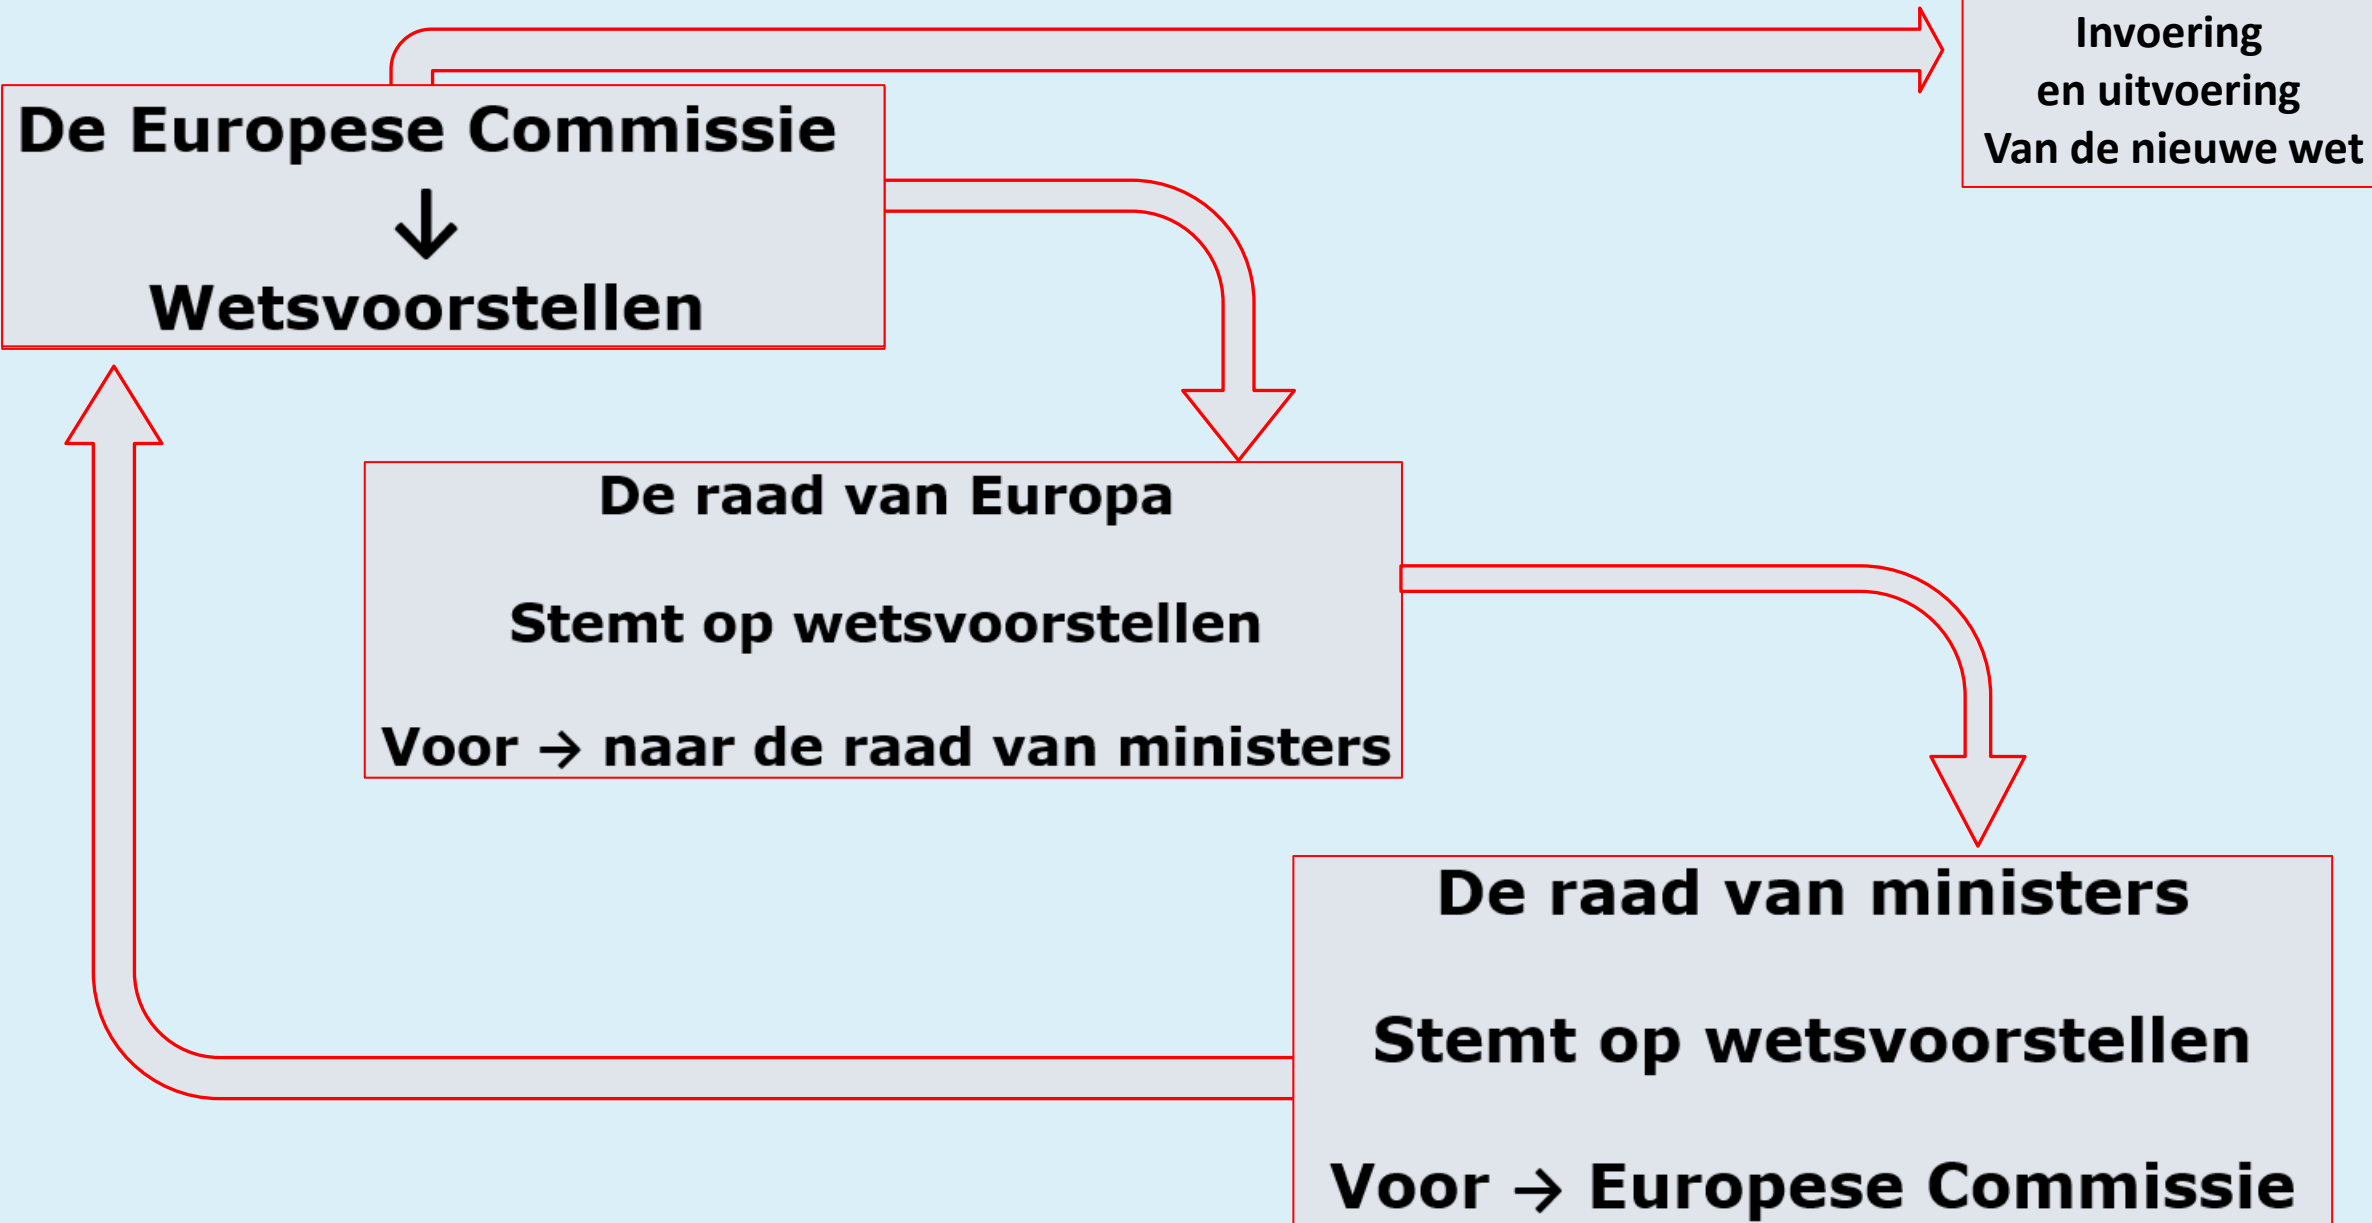 Invoering
en uitvoering
Van de nieuwe wet
De Europese Commissie
↓
Wetsvoorstellen
De raad van Europa
Stemt op wetsvoorstellen
Voor → naar de raad van ministers
De raad van ministers
Stemt op wetsvoorstellen
Voor → Europese Commissie